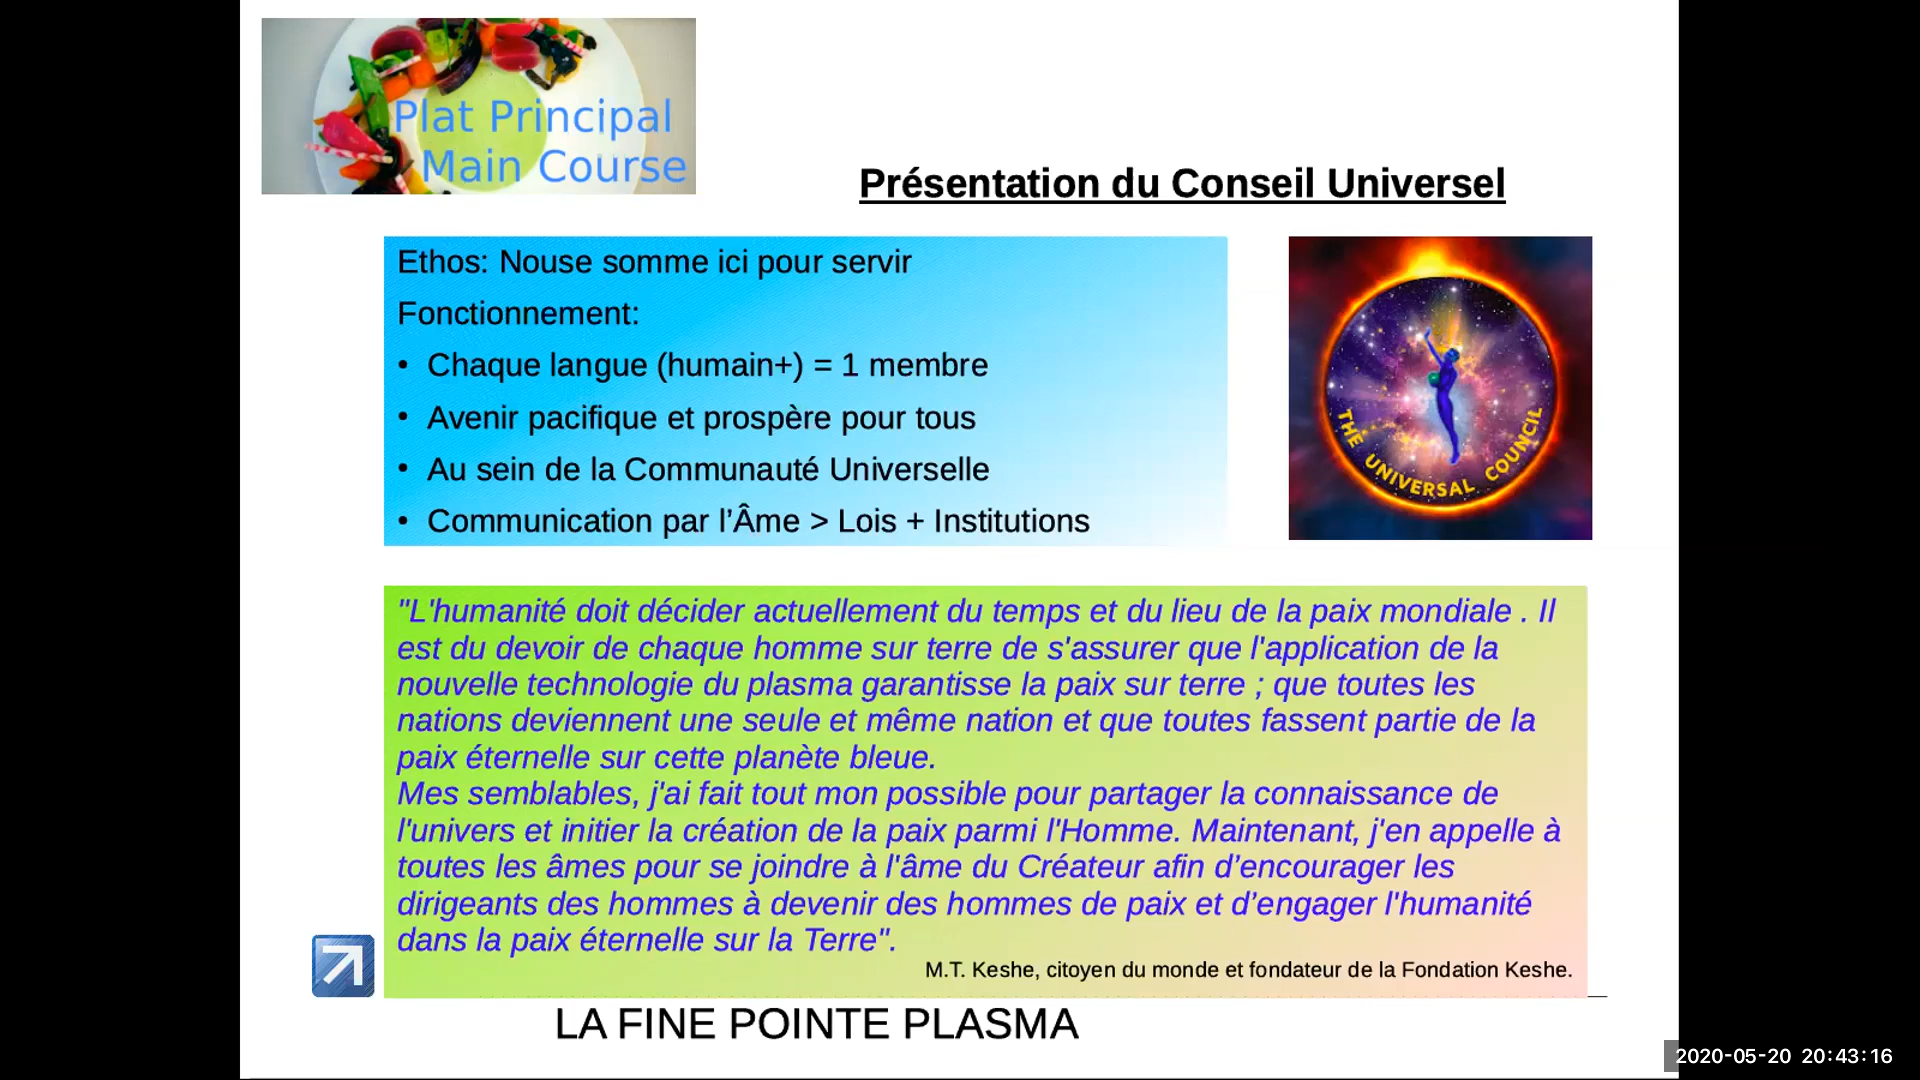 Plat Principal
Main Course
Présentation du Conseil Universel
Ethos: Nouse somme ici pour servir
Fonctionnement:
• Chaque langue (humain+) = 1 membre
• Avenir pacifique et prospère pour tous
• Au sein de la Communauté Universelle
• Communication par l’Âme > Lois + Institutions
THE UNIVERSAL COUNCIL
"L'humanité doit décider actuellement du temps et du lieu de la paix mondiale . Il
est du devoir de chaque homme sur terre de s'assurer que l'application de la
nouvelle technologie du plasma garantisse la paix sur terre ; que toutes les
nations deviennent une seule et même nation et que toutes fassent partie de la
paix éternelle sur cette planète bleue.
Mes semblables, j'ai fait tout mon possible pour partager la connaissance de
l'univers et initier la création de la paix parmi l'Homme. Maintenant, j'en appelle à
toutes les âmes pour se joindre à l'âme du Créateur afin d’encourager les
dirigeants des hommes à devenir des hommes de paix et d’engager l'humanité
dans la paix éternelle sur la Terre".
M.T. Keshe, citoyen du monde et fondateur de la Fondation Keshe.
LA FINE POINTE PLASMA
2020-05-20 20:43:16